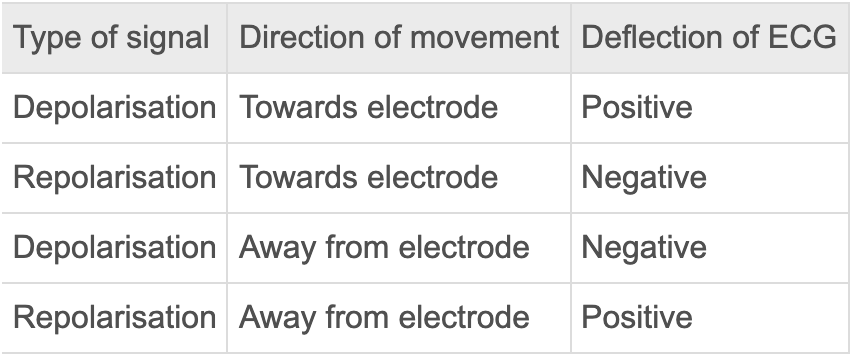 Type of signal Direction of movement Deflection of ECG
Depolarisation Towards electrode Positive
Repolarisation Towards electrode Negative
Depolarisation Away from electrode Negative
Repolarisation Away from electrode Positive